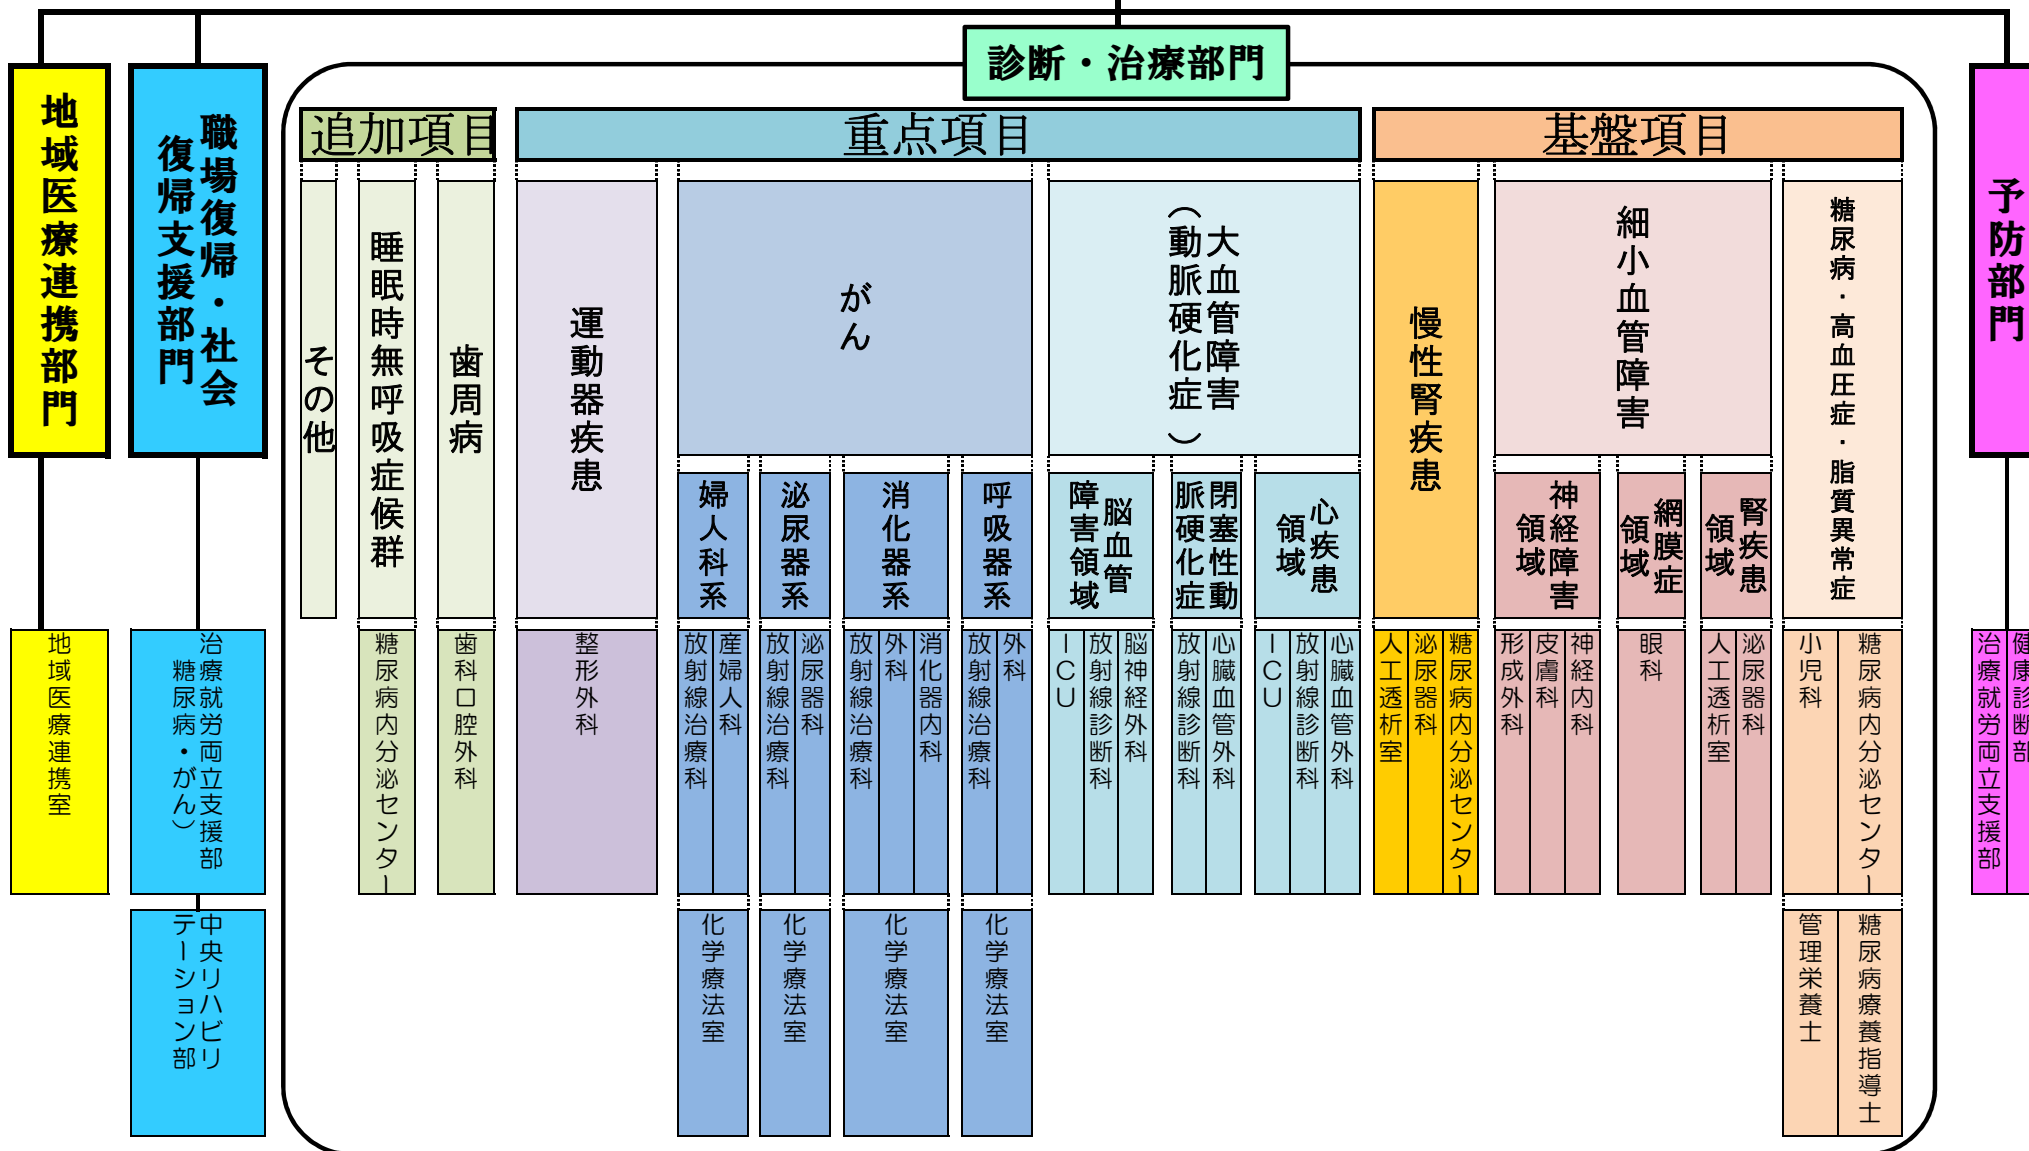 診断・治療部門
地域医療連携部門
職場復帰・社会
復帰支援部門
追加項目
重点項目
基盤項目
予防部門
その他
睡眠時無呼吸症候群
歯周病
運動器疾患
がん
大血管障害
(動脈硬化症)
慢性腎疾患
細小血管障害
糖尿病・高血圧症・脂質異常症
婦人科系
泌尿器系
消化器系
呼吸器系
脳血管
障害領域
閉塞性動
脈硬化症
心疾患
領域
神経障害
領域
網膜症
領域
腎疾患
領域
地域医療連携室
治療就労両立支援部
糖尿病・がん)
糖尿病内分泌センター
歯科口腔外科
整形外科
放射線治療科
産婦人科
放射線治療科
泌尿器科
放射線治療科
外科
消化器内科
放射線治療科
外科
ICU
放射線診断科
脳神経外科
放射線診断科
心臓血管外科
ICU
放射線診断科
心臓血管外科
人工透析室
泌尿器科
糖尿病内分泌センター
形成外科
皮膚科
神経内科
眼科
人工透析室
泌尿器科
小児科
糖尿病内分泌センター
治療就労両立支援部
健康診断部
中央リハビリ
テーション部
化学療法室
化学療法室
化学療法室
化学療法室
管理栄養士
糖尿病療養指導士